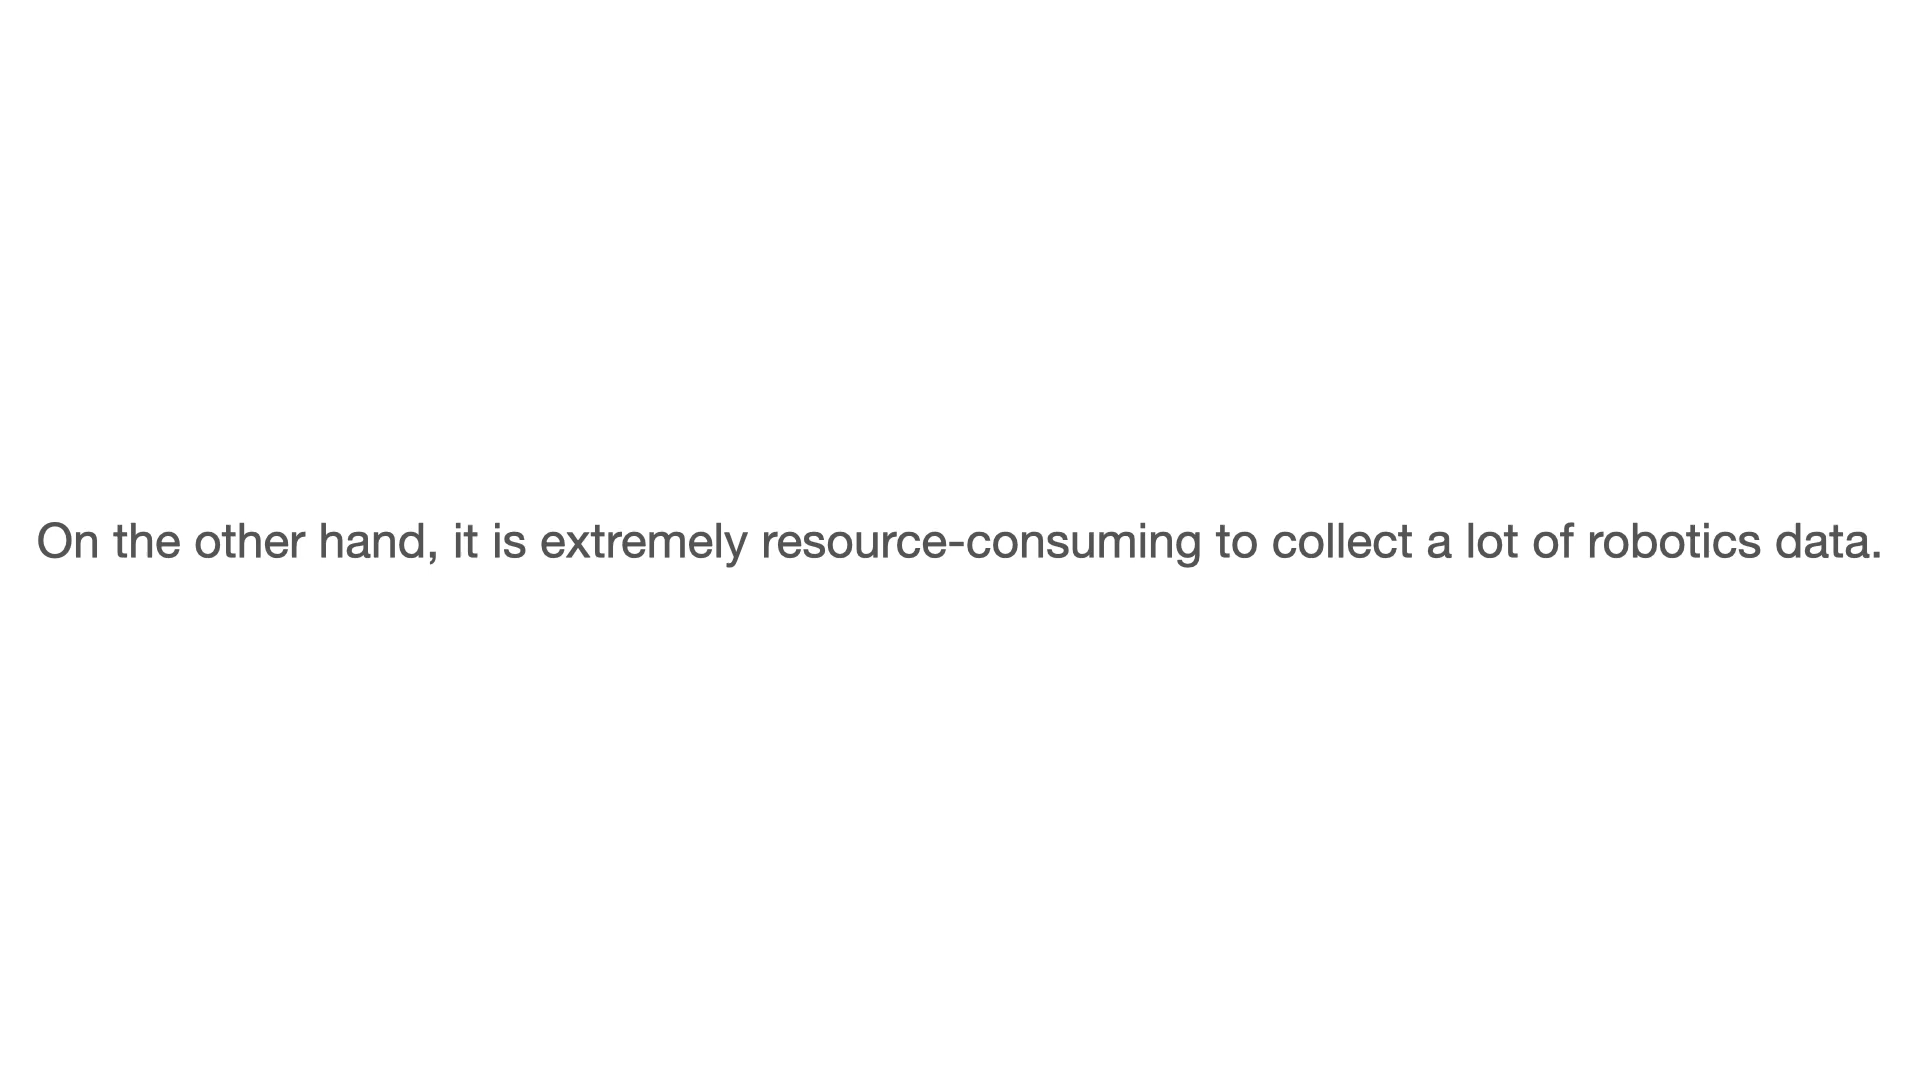 On the other hand, it is extremely resource-consuming to collect a lot of robotics data.